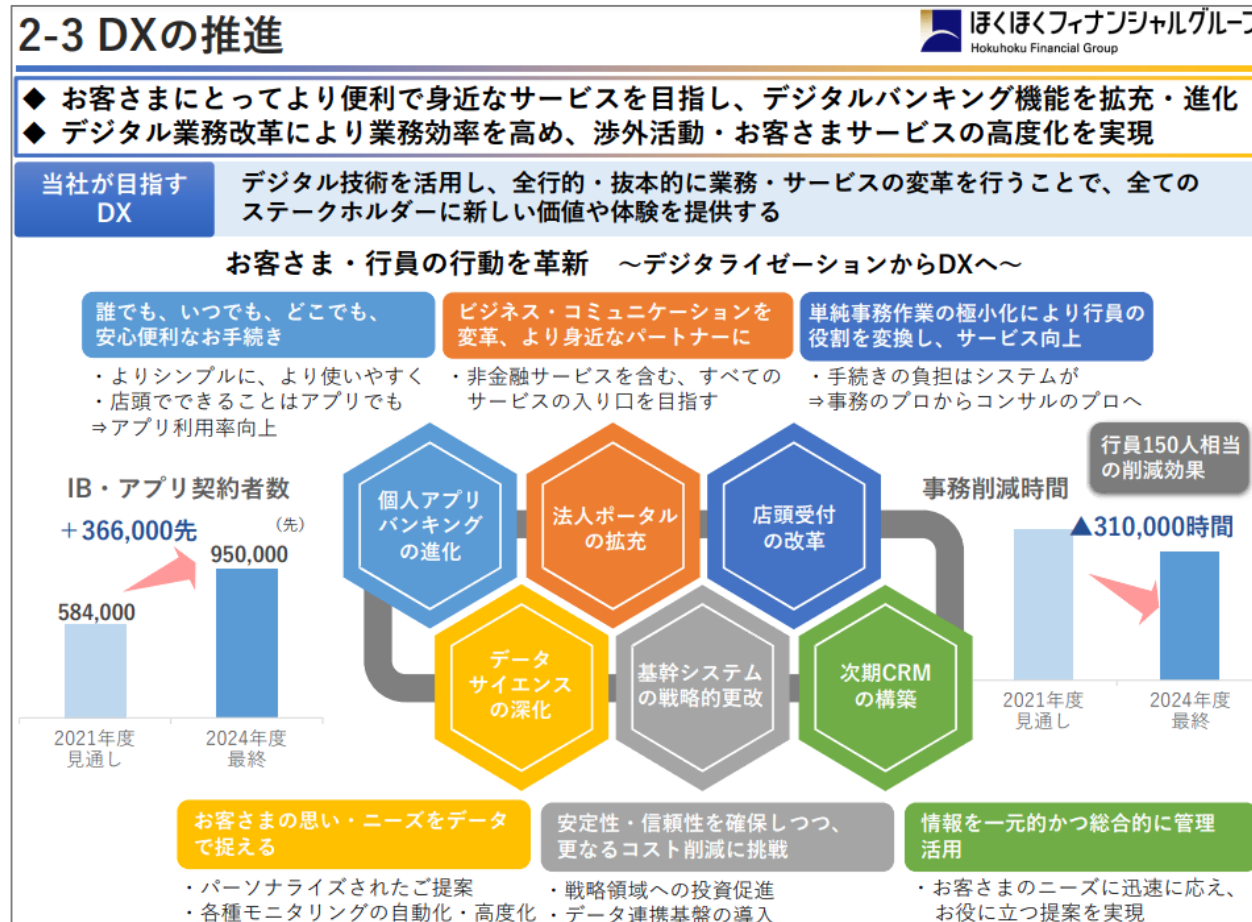 2-3 DXの推進
ほくほくフィナンシャルグループ
Hokuhoku Financial Group
◆ お客さまにとってより便利で身近なサービスを目指し、デジタルバンキング機能を拡充・進化
◆ デジタル業務改革により業務効率を高め、渉外活動・お客さまサービスの高度化を実現
当社が目指す
DX
デジタル技術を活用し、全行的・抜本的に業務・サービスの変革を行うことで、全ての
ステークホルダーに新しい価値や体験を提供する
お客さま・行員の行動を革新 ～デジタライゼーションからDXへ～
誰でも、いつでも、どこでも、
安心便利なお手続き
・よりシンプルに、より使いやすく
・店頭でできることはアプリでも
⇒アプリ利用率向上
ビジネス・コミュニケーションを
変革、より身近なパートナーに
・非金融サービスを含む、すべての
サービスの入り口を目指す
単純事務作業の極小化により行員の
役割を変換し、サービス向上
・手続きの負担はシステムが
⇒事務のプロからコンサルのプロへ
IB・アプリ契約者数
＋366,000先
（先）
950,000
584,000
2021年度
見通し
2024年度
最終
個人アプリ
バンキング
の進化
法人ポータル
の拡充
店頭受付
の改革
データ
サイエンス
の深化
基幹システム
の戦略的更改
次期CRM
の構築
行員150人相当
の削減効果
事務削減時間
▲310,000時間
2021年度
見通し
2024年度
最終
お客さまの思い・ニーズをデータ
で捉える
・パーソナライズされたご提案
・各種モニタリングの自動化・高度化
安定性・信頼性を確保しつつ、
更なるコスト削減に挑戦
・戦略領域への投資促進
・データ連携基盤の導入
情報を一元的かつ総合的に管理
活用
・お客さまのニーズに迅速に応え、
お役に立つ提案を実現